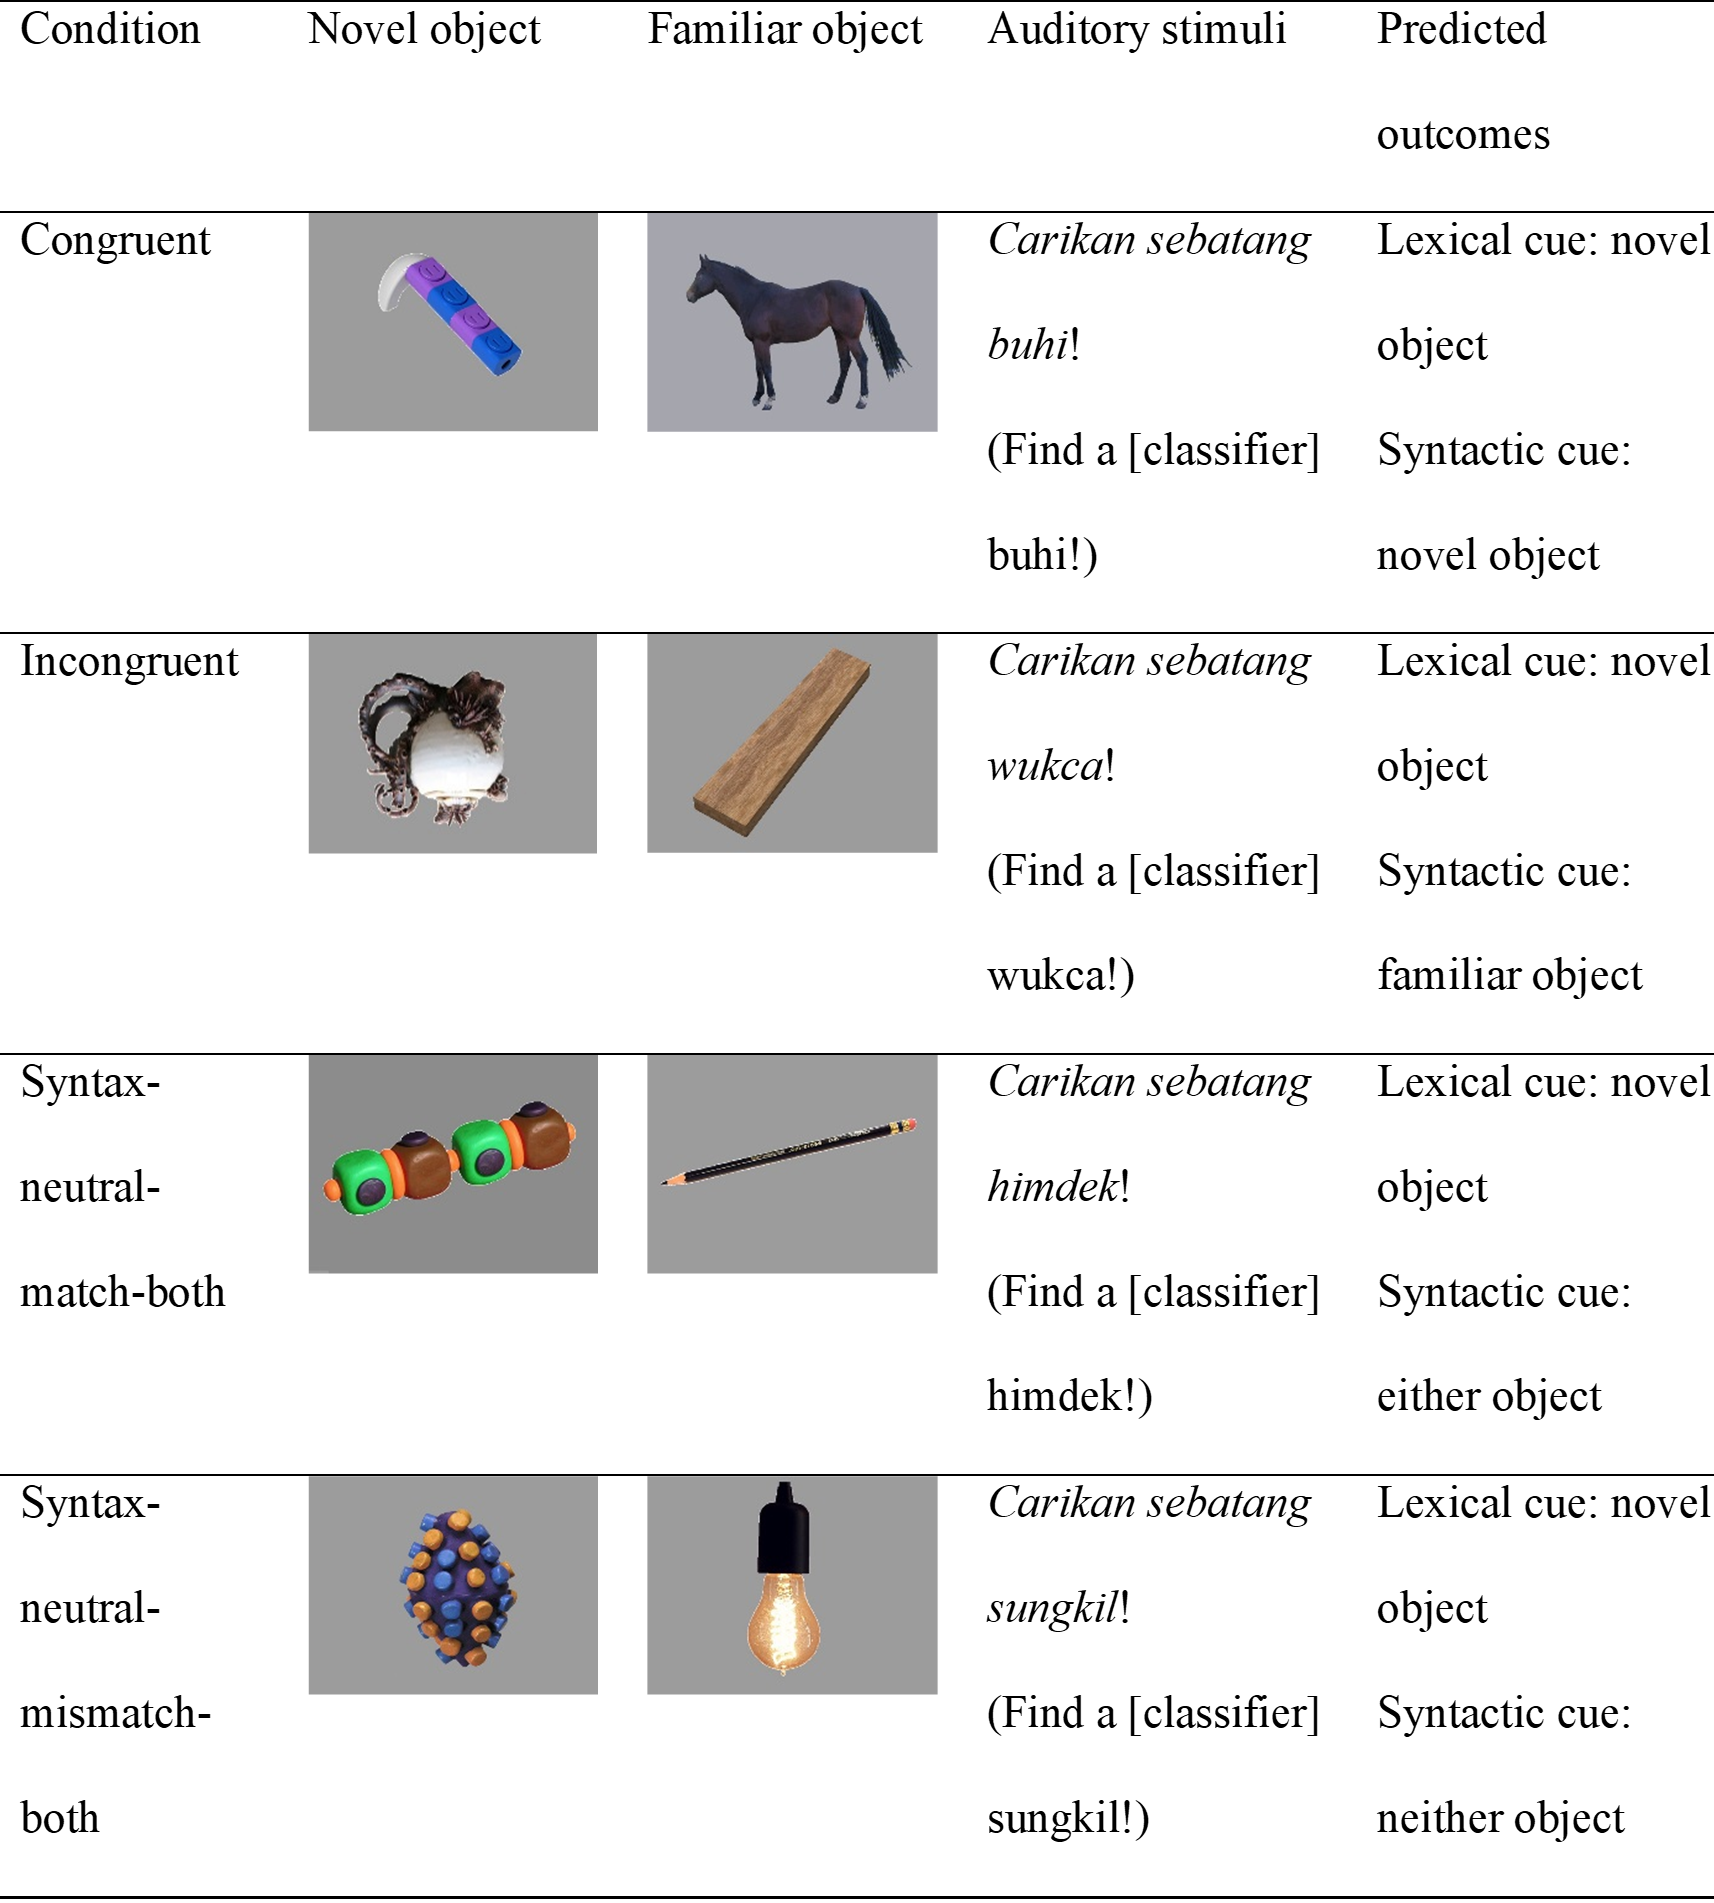 Condition Novel object Familiar object Auditory stimuli Predicted
outcomes
Congruent Carikan sebatang Lexical cue: novel
buhi! object
(Find a [classifier] Syntactic cue:
buhi!) novel object
Incongruent Carikan sebatang Lexical cue: novel
wukca! object
(Find a [classifier] Syntactic cue:
wukca!) familiar object
Syntax- Carikan sebatang Lexical cue: novel
neutral- himdek! object
match-both (Find a [classifier] Syntactic cue:
himdek!) either object
Syntax- Carikan sebatang Lexical cue: novel
neutral- sungkil! object
mismatch- (Find a [classifier] Syntactic cue:
both sungkil!) neither object